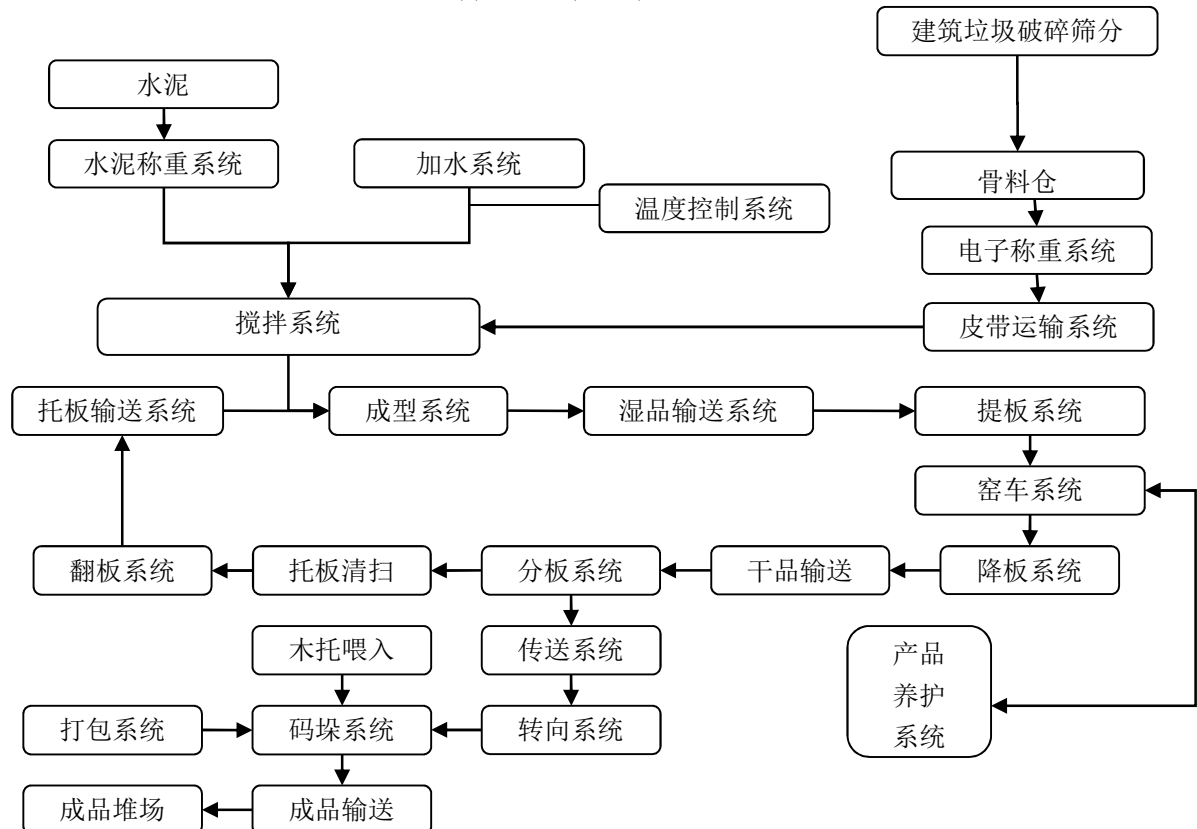 建筑垃圾破碎筛分
水泥
水泥称重系统
加水系统
骨料仓
温度控制系统
电子称重系统
搅拌系统
皮带运输系统
托板输送系统
成型系统
湿品输送系统
提板系统
窑车系统
翻板系统
托板清扫
分板系统
干品输送
降板系统
木托喂入
传送系统
产品
养护
系统
打包系统
码垛系统
转向系统
成品堆场
成品输送